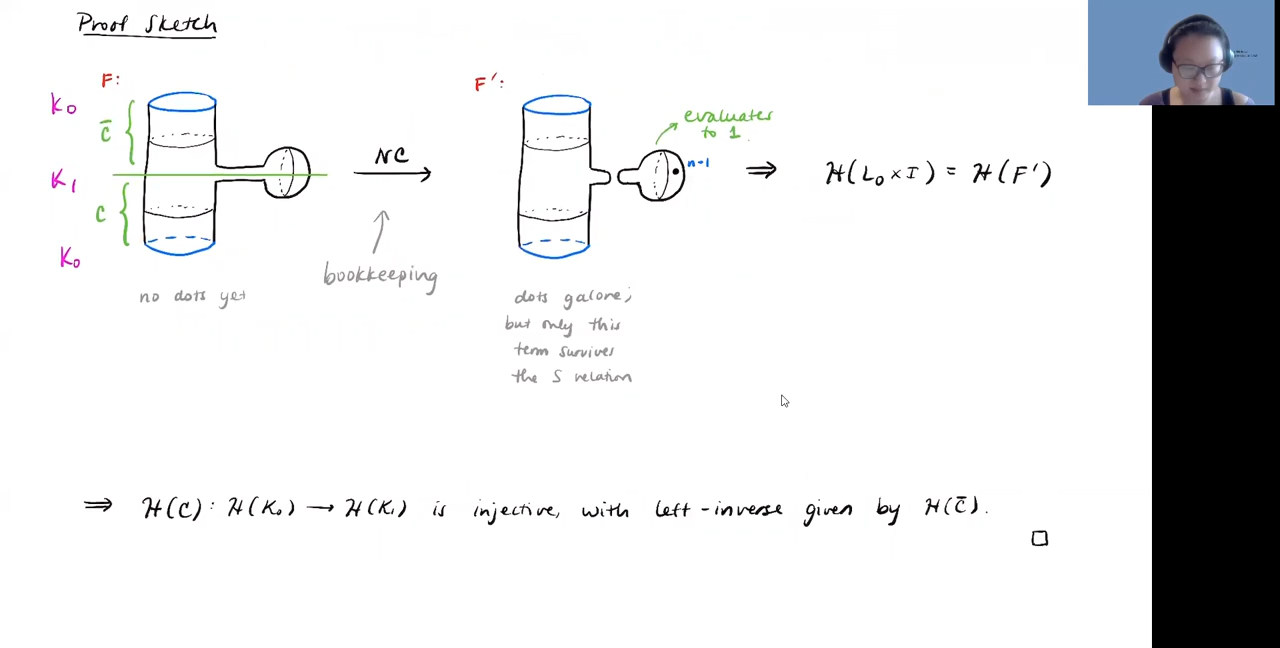 Proof Sketch
F:
K₀
C̄
K₁
C
K₀
no dots yet
NC
bookkeeping
F':
evaluates
to 1.
n-1
dots galore;
but only this
term survives
the S relation
⇒ H(L₀ × I) = H(F')
⇒ H(C): H(K₀) → H(K₁) is injective, with left-inverse given by H(C̄).
□